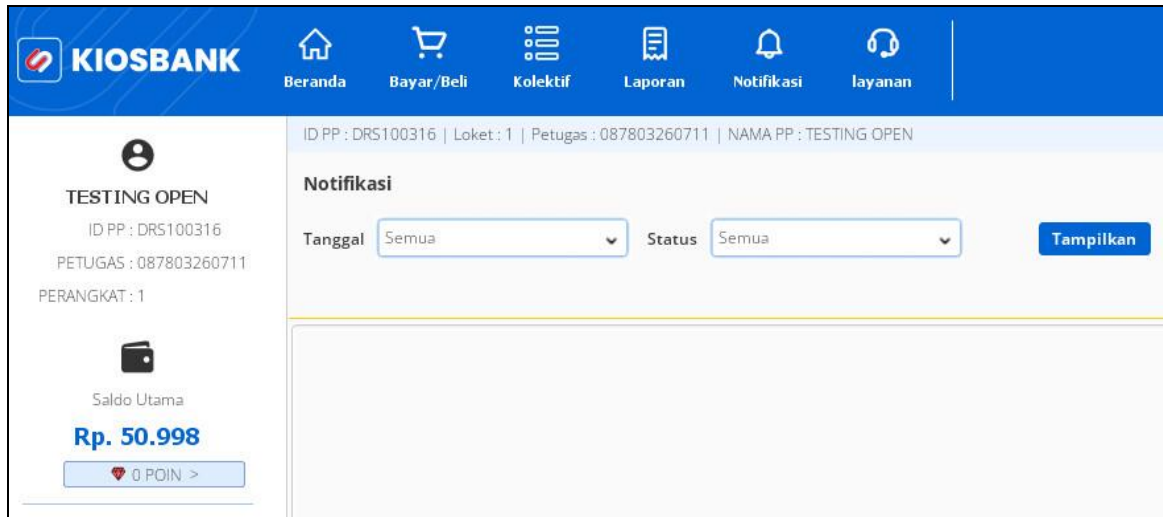 KIOSBANK
Beranda
Bayar/Beli
Kolektif
Laporan
Notifikasi
layanan
ID PP : DRS100316 | Loket : 1 | Petugas : 087803260711 | NAMA PP : TESTING OPEN
TESTING OPEN
ID PP : DRS100316
PETUGAS : 087803260711
PERANGKAT : 1
Saldo Utama
Rp. 50.998
0 POIN >
Notifikasi
Tanggal Semua Status Semua Tampilkan